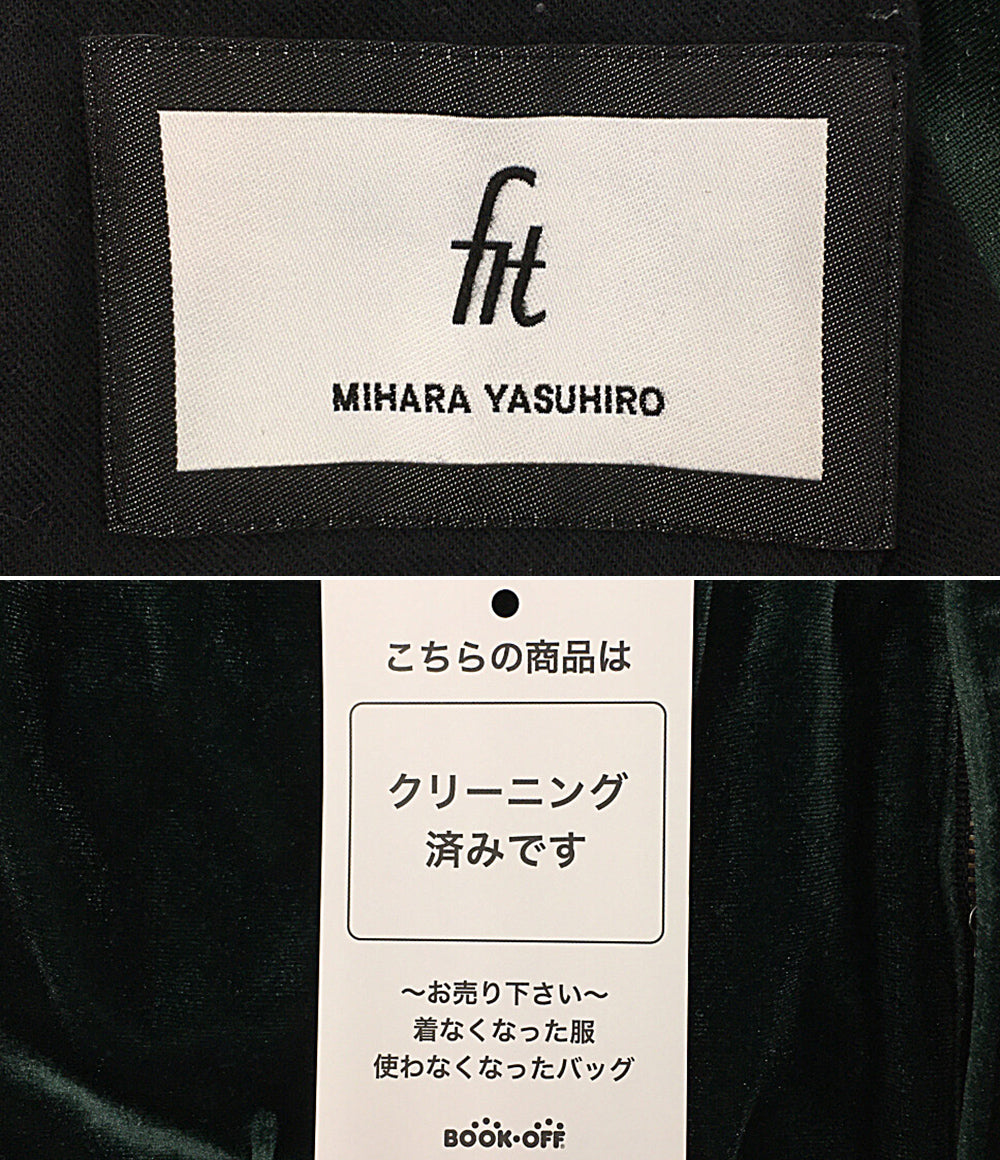 fit
MIHARA YASUHIRO
こちらの商品は
クリーニング
済みです
～お売り下さい～
着なくなった服
使わなくなったバッグ
BOOK・OFF